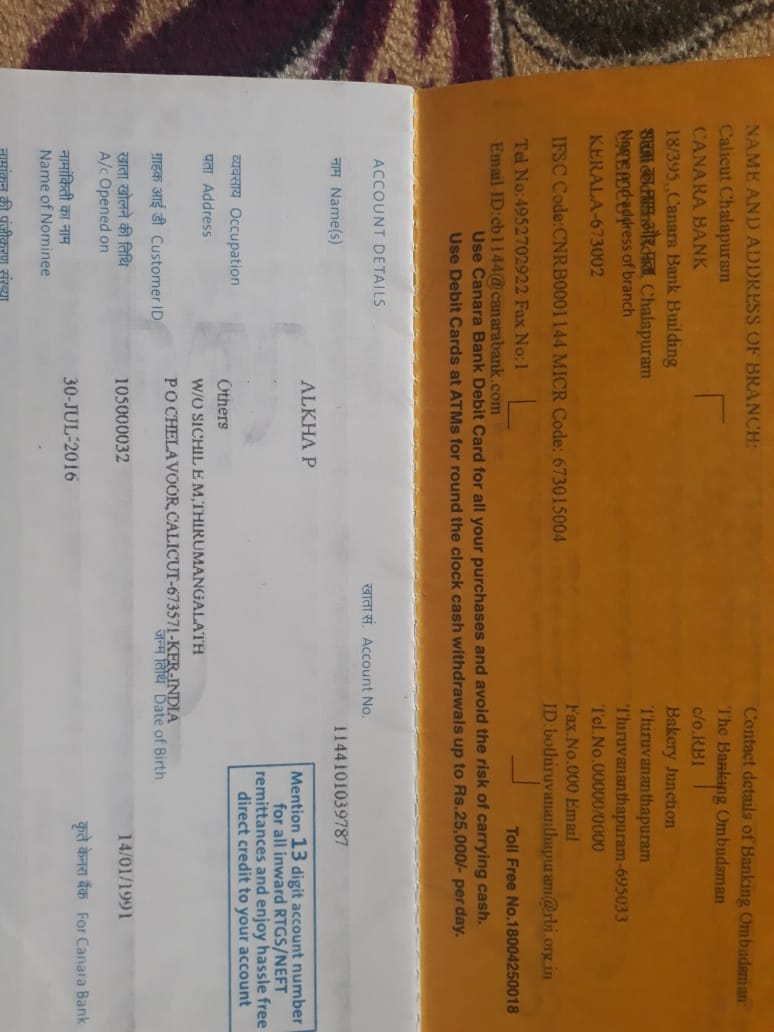 NAME AND ADDRESS OF BRANCH:
Calicut Chalapuram
CANARA BANK
18/395,,Canara Bank Building
Chalapuram
Name and address of branch
KERALA-673002
IFSC Code:CNRB0001144 MICR Code: 673015004
Tel No:4952702922 Fax No:1
Email ID:cb1144@canarabank.com
Contact details of Banking Ombudsman:
The Banking Ombudsman
c/o.RBI
Bakery Junction
Thiruvananthapuram
Thiruvananthapuram-695033
Tel.No.00000/0000
Fax.No.000 Email
ID:bothiruvananthapuram@rbi.org.in
Toll Free No.18004250018
Use Canara Bank Debit Card for all your purchases and avoid the risk of carrying cash.
Use Debit Cards at ATMs for round the clock cash withdrawals up to Rs.25,000/- per day.
ACCOUNT DETAILS
खाता सं. Account No.
1144101039787
नाम Name(s)
ALKHA P
Mention 13 digit account number
for all inward RTGS/NEFT
remittances and enjoy hassle free
direct credit to your account
व्यवसाय Occupation
Others
पता Address
W/O SICHIL E M,THIRUMANGALATH
P O CHELAVOOR,CALICUT-673571-KER-INDIA
ग्राहक आई डी Customer ID
105000032
जन्म तिथि Date of Birth
14/01/1991
खाता खोलने की तिथि
A/c Opened on
30-JUL-2016
कृते केनरा बैंक For Canara Bank
नामांकिती का नाम
Name of Nominee
नामांकन की पंजीकरण संख्या